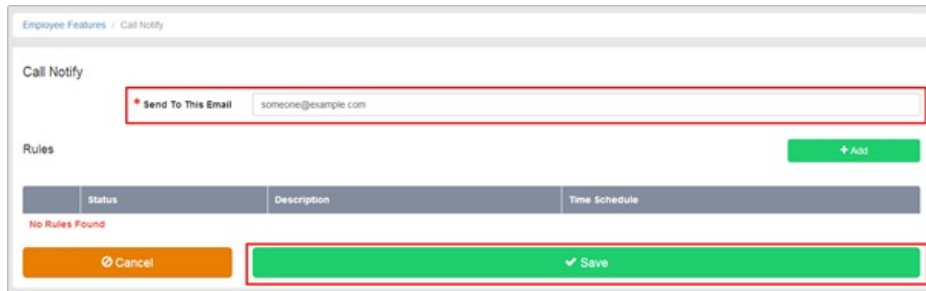 Employee Features / Call Notify
Call Notify
* Send To This Email someone@example.com
Rules + Add
Status Description Time Schedule
No Rules Found
Cancel Save